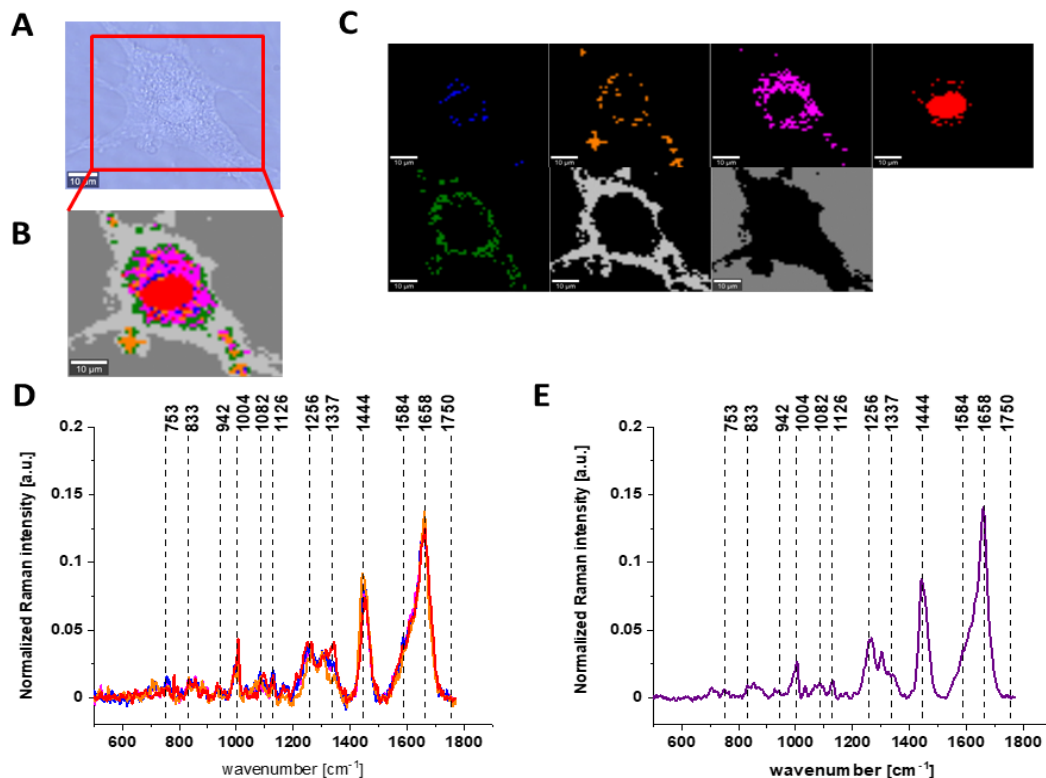 A
10 µm
B
10 µm
C
10 µm
10 µm
10 µm
10 µm
10 µm
10 µm
10 µm
D
753
833
942
1004
1082
1126
1256
1337
1444
1584
1658
1750
0.2
0.15
0.1
0.05
0
Normalized Raman intensity [a.u.]
600 800 1000 1200 1400 1600 1800
wavenumber [cm⁻¹]
E
753
833
942
1004
1082
1126
1256
1337
1444
1584
1658
1750
0.2
0.15
0.1
0.05
0
Normalized Raman intensity [a.u.]
600 800 1000 1200 1400 1600 1800
wavenumber [cm⁻¹]